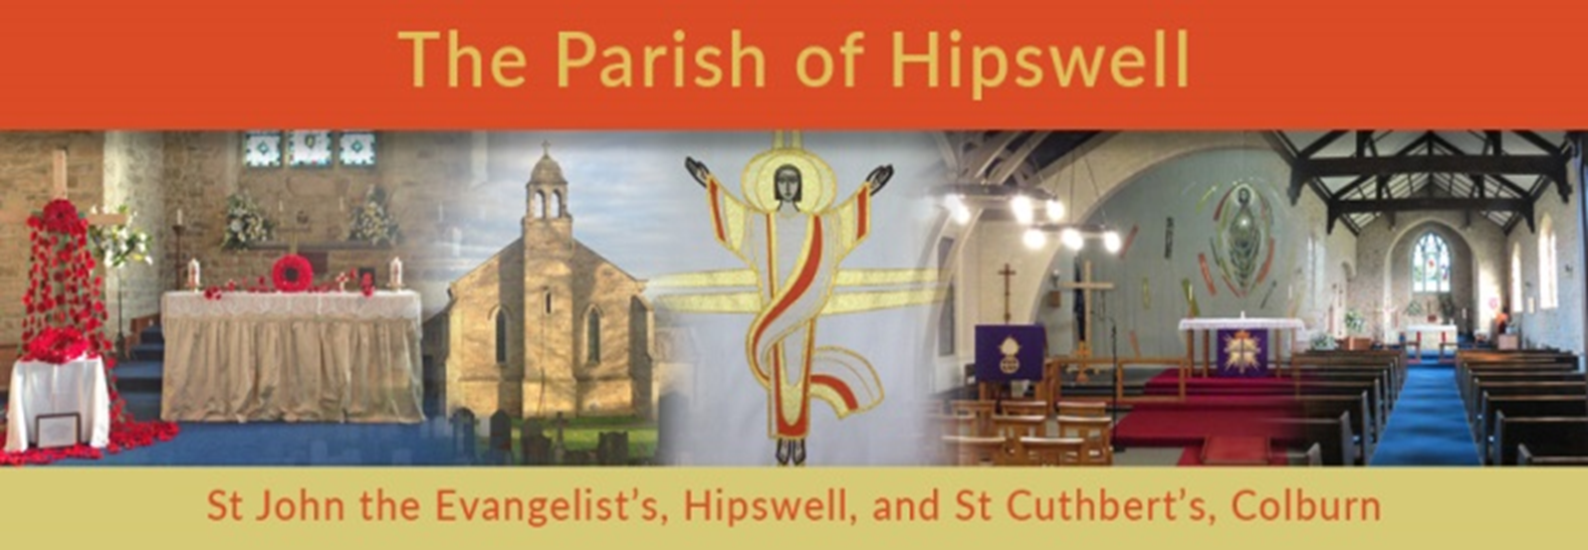 The Parish of Hipswell
St John the Evangelist’s, Hipswell, and St Cuthbert’s, Colburn